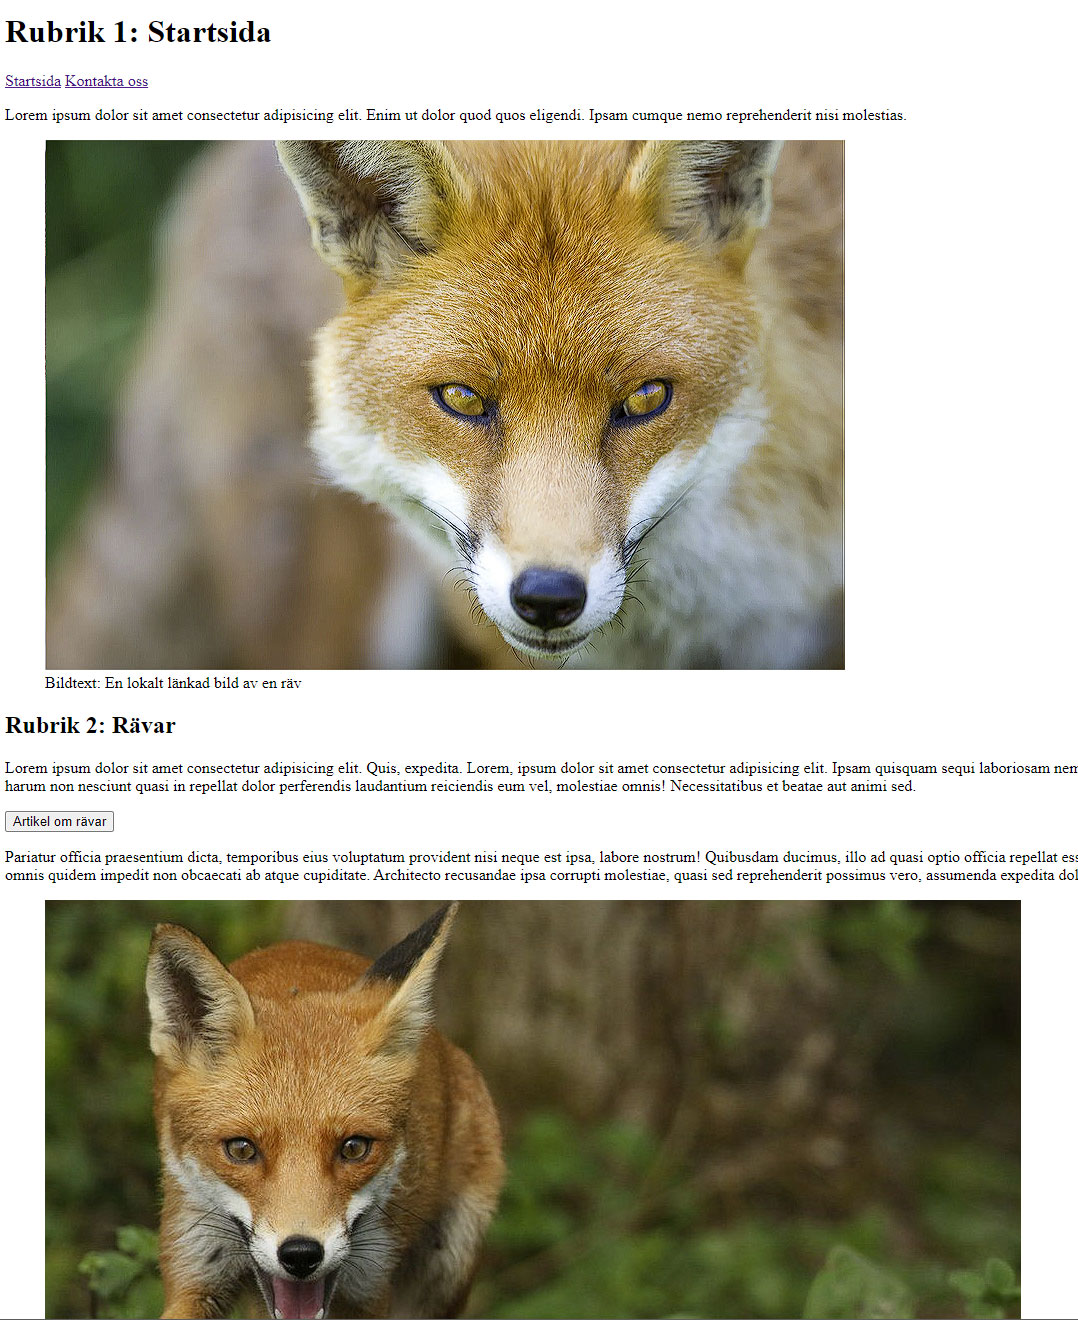 Rubrik 1: Startsida
Startsida Kontakta oss
Lorem ipsum dolor sit amet consectetur adipisicing elit. Enim ut dolor quod quos eligendi. Ipsam cumque nemo reprehenderit nisi molestias.
Bildtext: En lokalt länkad bild av en räv
Rubrik 2: Rävar
Lorem ipsum dolor sit amet consectetur adipisicing elit. Quis, expedita. Lorem, ipsum dolor sit amet consectetur adipisicing elit. Ipsam quisquam sequi laboriosam nem
harum non nesciunt quasi in repellat dolor perferendis laudantium reiciendis eum vel, molestiae omnis! Necessitatibus et beatae aut animi sed.
Artikel om rävar
Pariatur officia praesentium dicta, temporibus eius voluptatum provident nisi neque est ipsa, labore nostrum! Quibusdam ducimus, illo ad quasi optio officia repellat ess
omnis quidem impedit non obcaecati ab atque cupiditate. Architecto recusandae ipsa corrupti molestiae, quasi sed reprehenderit possimus vero, assumenda expedita dol